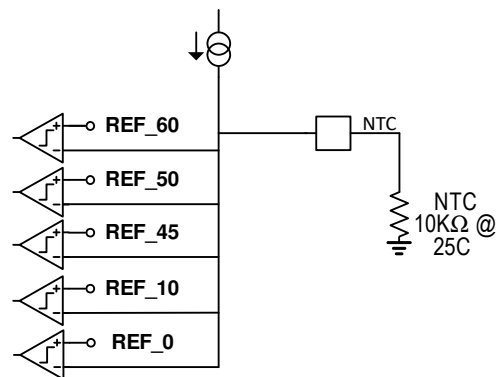 REF_60
NTC
REF_50
NTC
10KΩ @
25C
REF_45
REF_10
REF_0